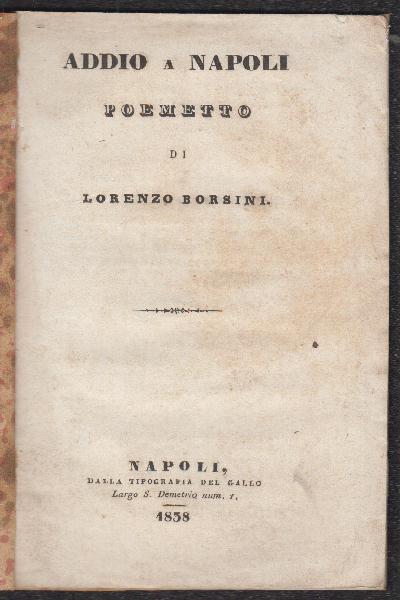 ADDIO A NAPOLI
POEMETTO
DI
LORENZO BORSINI.
NAPOLI,
DALLA TIPOGRAFIA DEL GALLO
Largo S. Demetrio num. 1.
1838